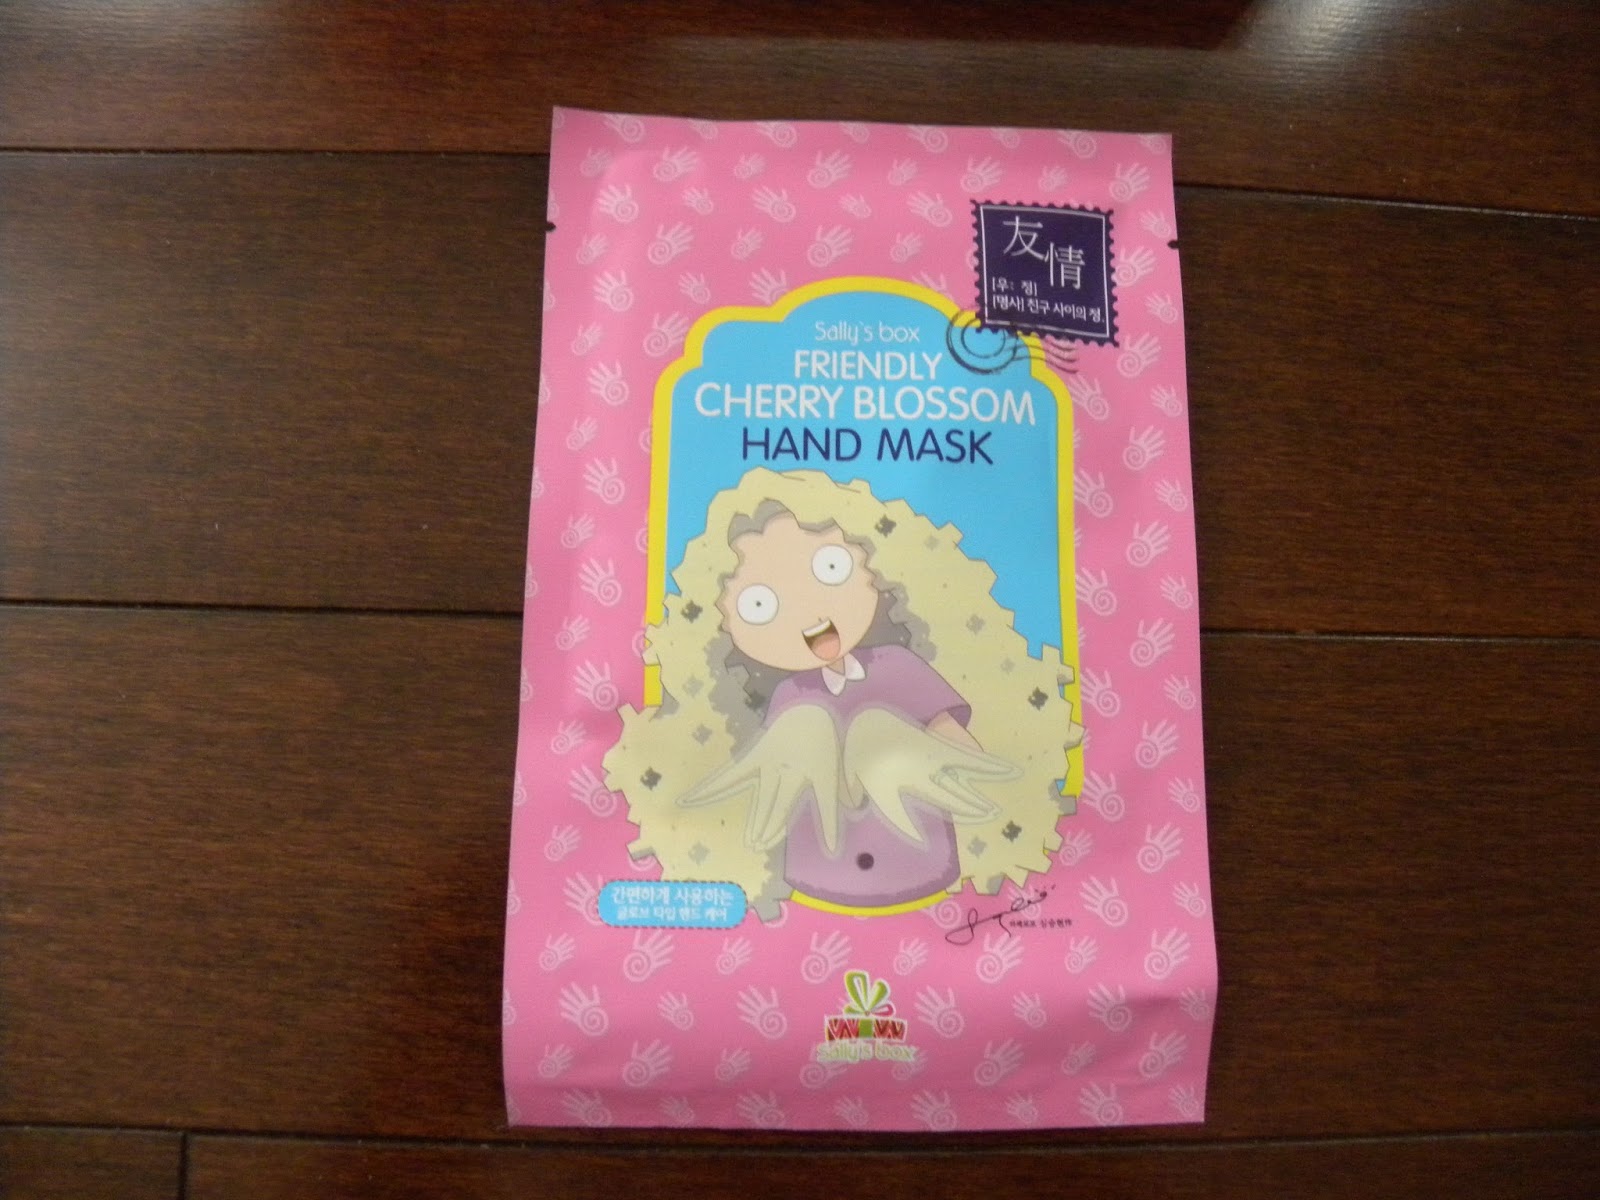 友情
[우: 정]
[명사] 친구 사이의 정.
Sally's box
FRIENDLY
CHERRY BLOSSOM
HAND MASK
간편하게 사용하는
글로브 타입 핸드 케어
Sally's box